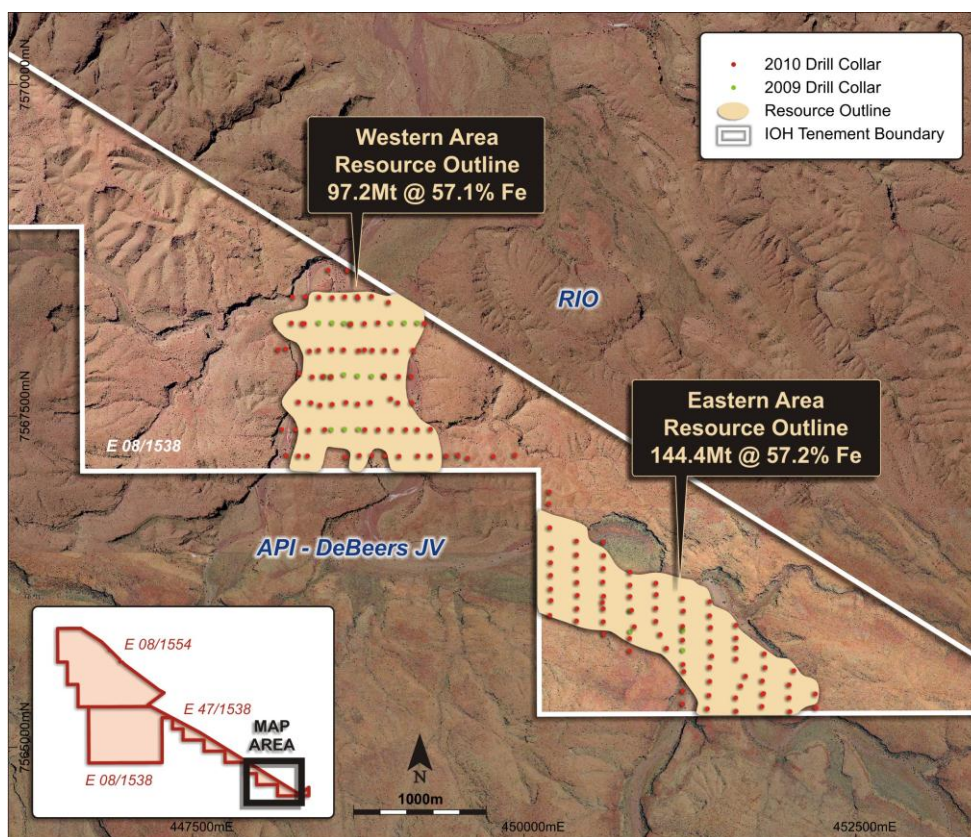 2010 Drill Collar
2009 Drill Collar
Resource Outline
IOH Tenement Boundary
Western Area
Resource Outline
97.2Mt @ 57.1% Fe
RIO
Eastern Area
Resource Outline
144.4Mt @ 57.2% Fe
E 08/1538
API - DeBeers JV
E 08/1554
E 47/1538
MAP
AREA
E 08/1538
N
1000m
7570000mN
7567500mN
7565000mN
447500mE
450000mE
452500mE